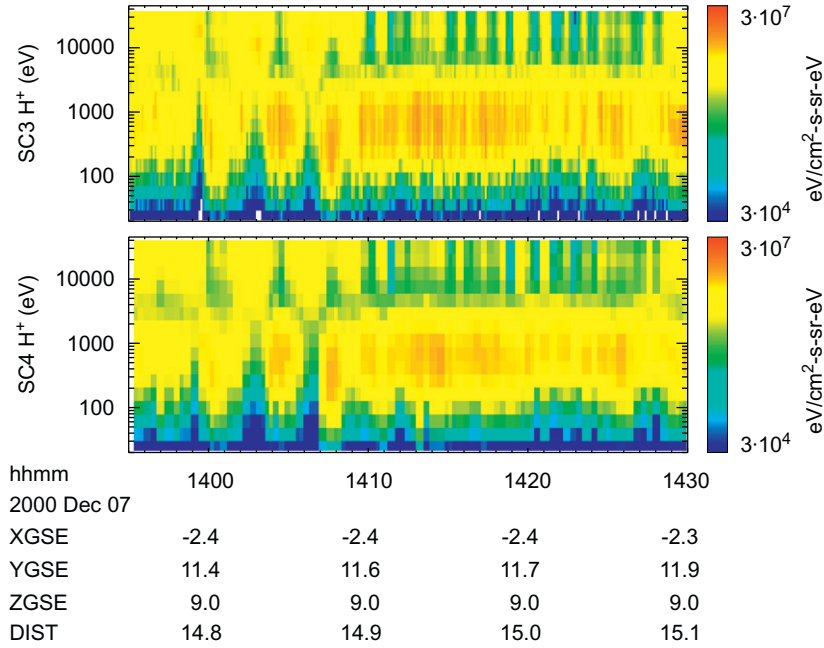 10000
1000
100
SC3 H⁺ (eV)
3·10⁷
3·10⁴
eV/cm²-s-sr-eV
10000
1000
100
SC4 H⁺ (eV)
3·10⁷
3·10⁴
eV/cm²-s-sr-eV
hhmm 1400 1410 1420 1430
2000 Dec 07
XGSE -2.4 -2.4 -2.4 -2.3
YGSE 11.4 11.6 11.7 11.9
ZGSE 9.0 9.0 9.0 9.0
DIST 14.8 14.9 15.0 15.1